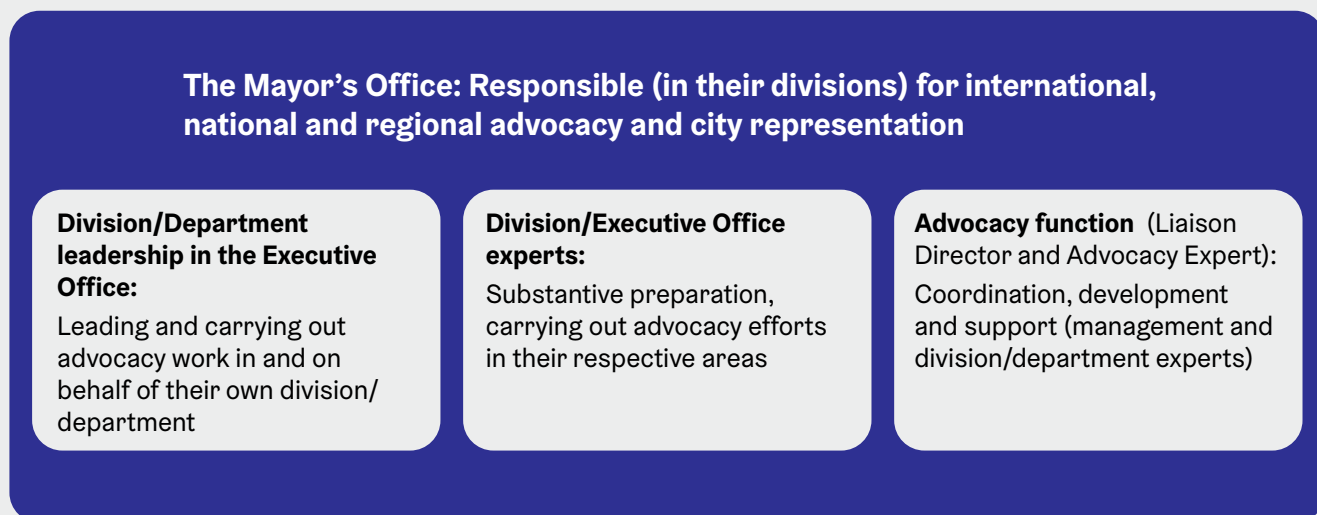 The Mayor’s Office: Responsible (in their divisions) for international,
national and regional advocacy and city representation
Division/Department
leadership in the Executive
Office:
Leading and carrying out
advocacy work in and on
behalf of their own division/
department
Division/Executive Office
experts:
Substantive preparation,
carrying out advocacy efforts
in their respective areas
Advocacy function (Liaison
Director and Advocacy Expert):
Coordination, development
and support (management and
division/department experts)